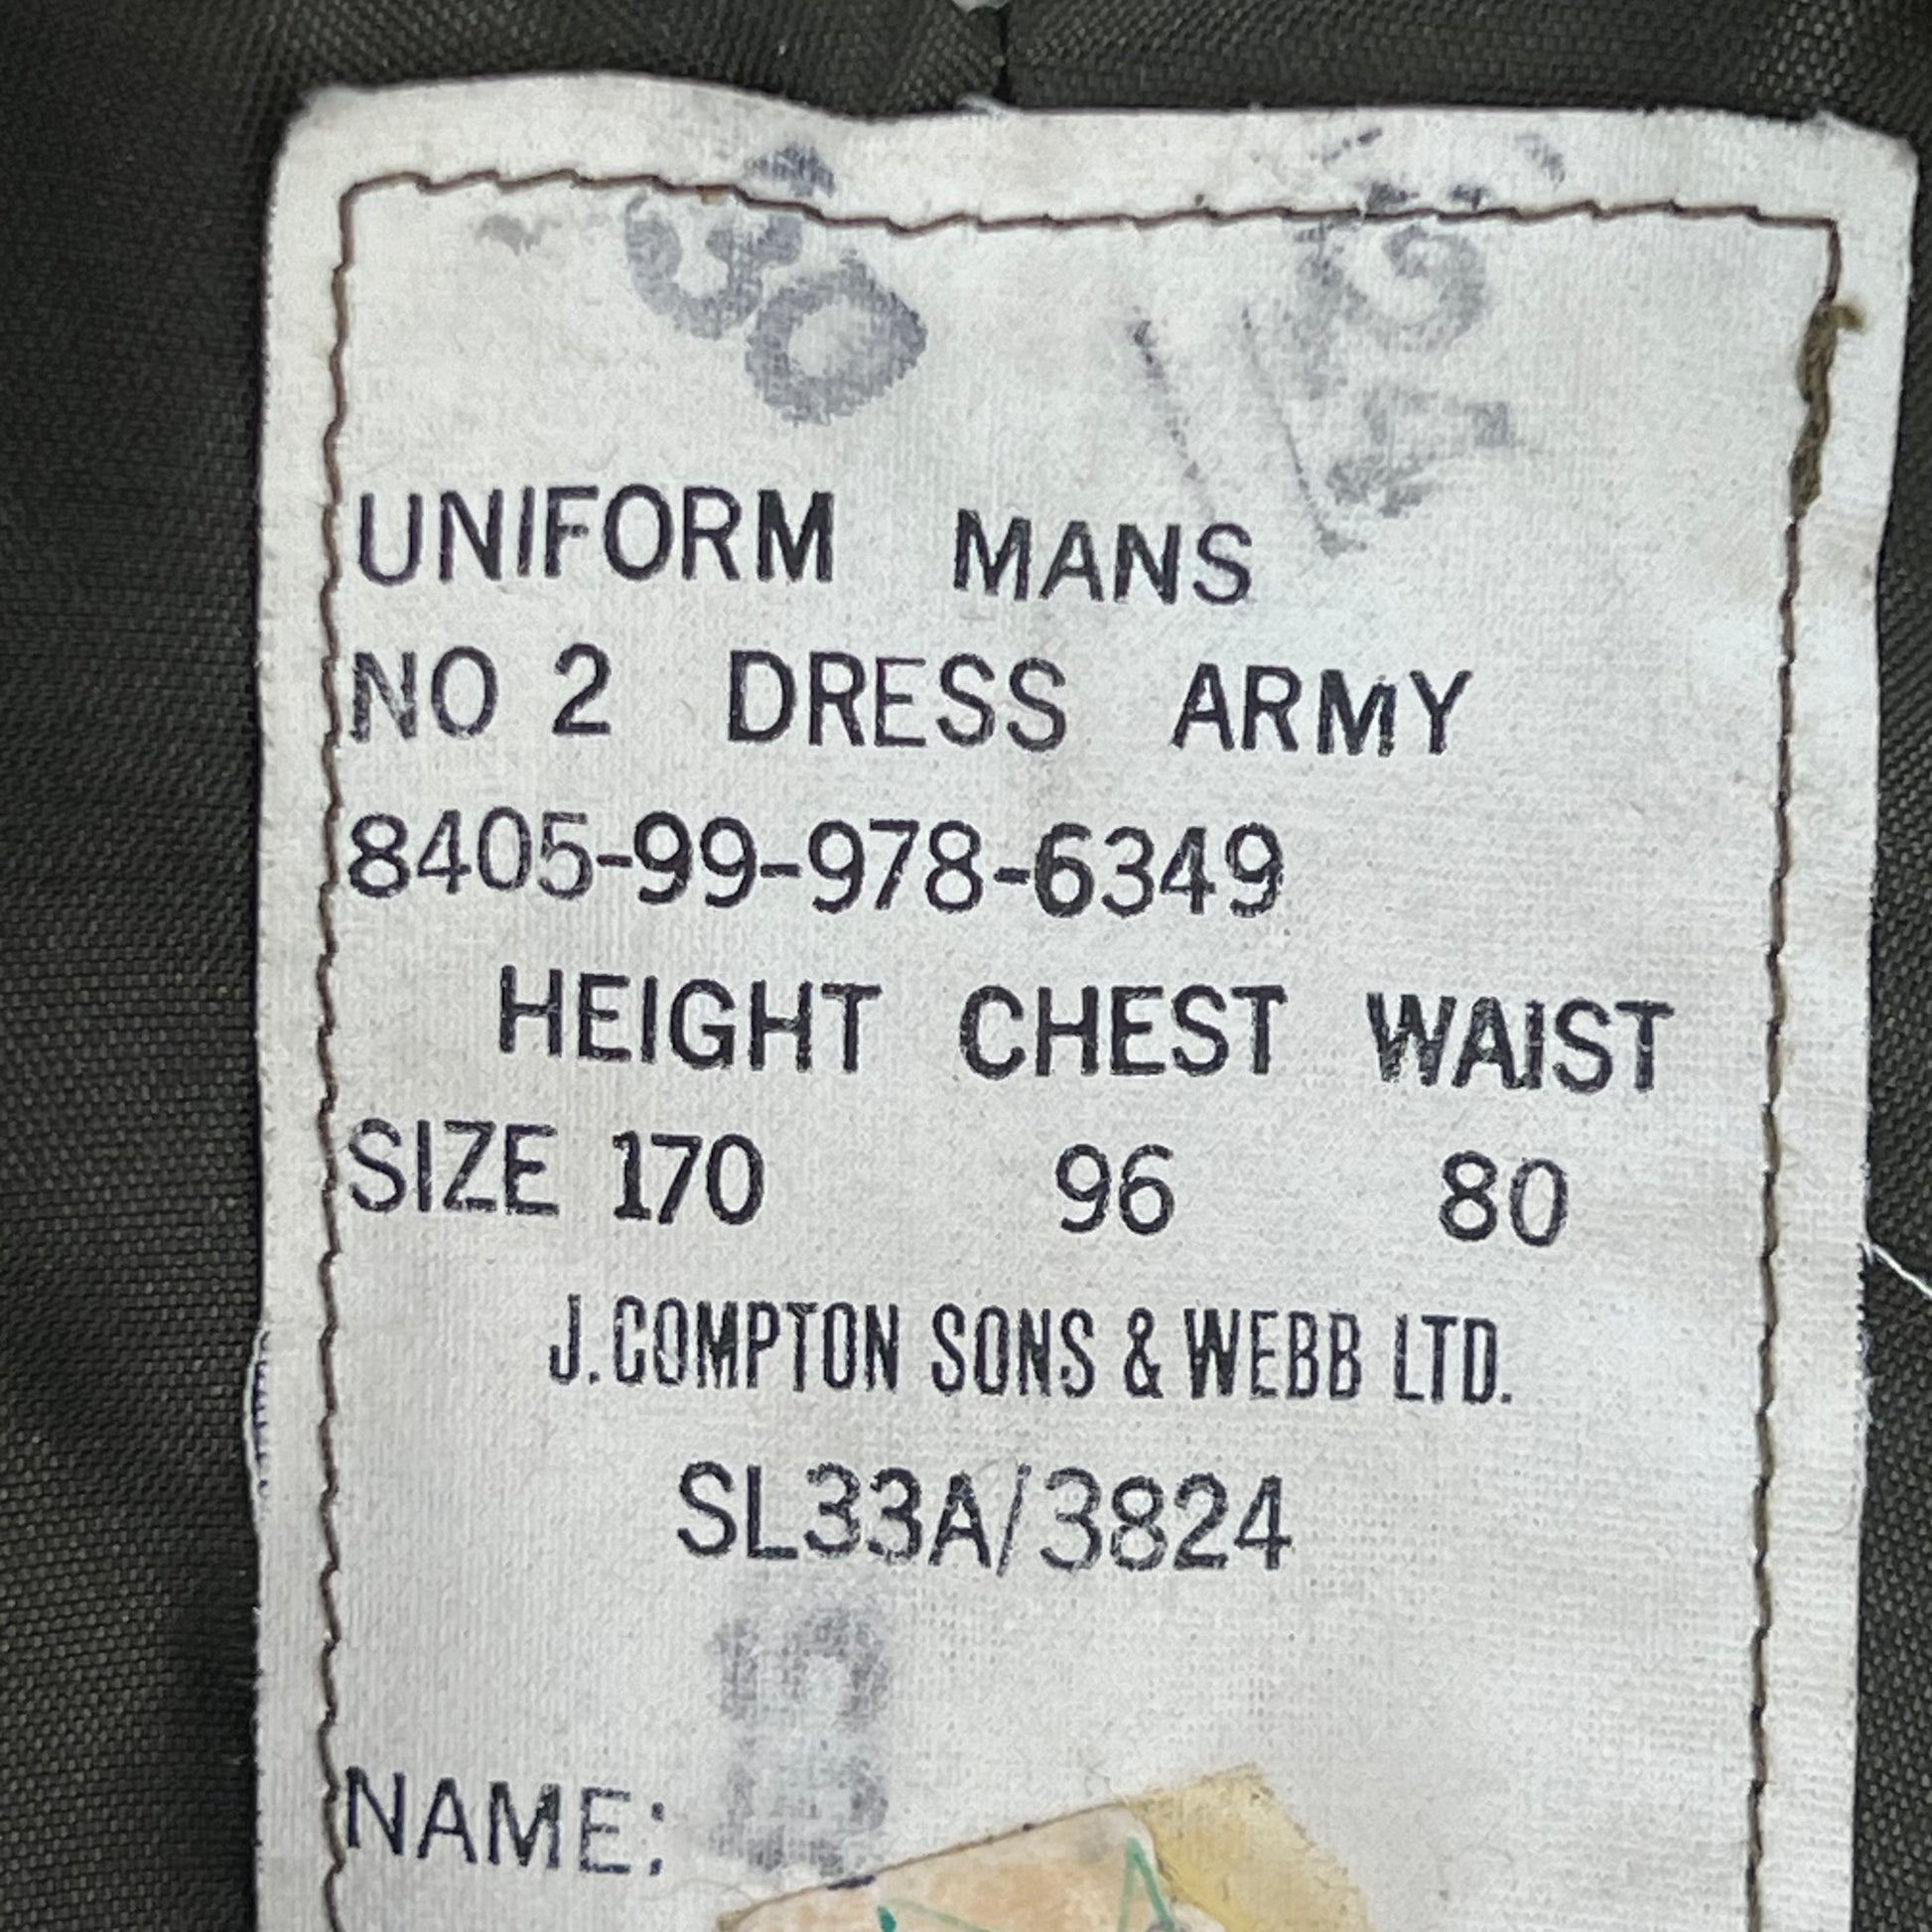 UNIFORM MANS
NO 2 DRESS ARMY
8405-99-978-6349
HEIGHT CHEST WAIST
SIZE 170 96 80
J. COMPTON SONS & WEBB LTD.
SL33A/3824
NAME: